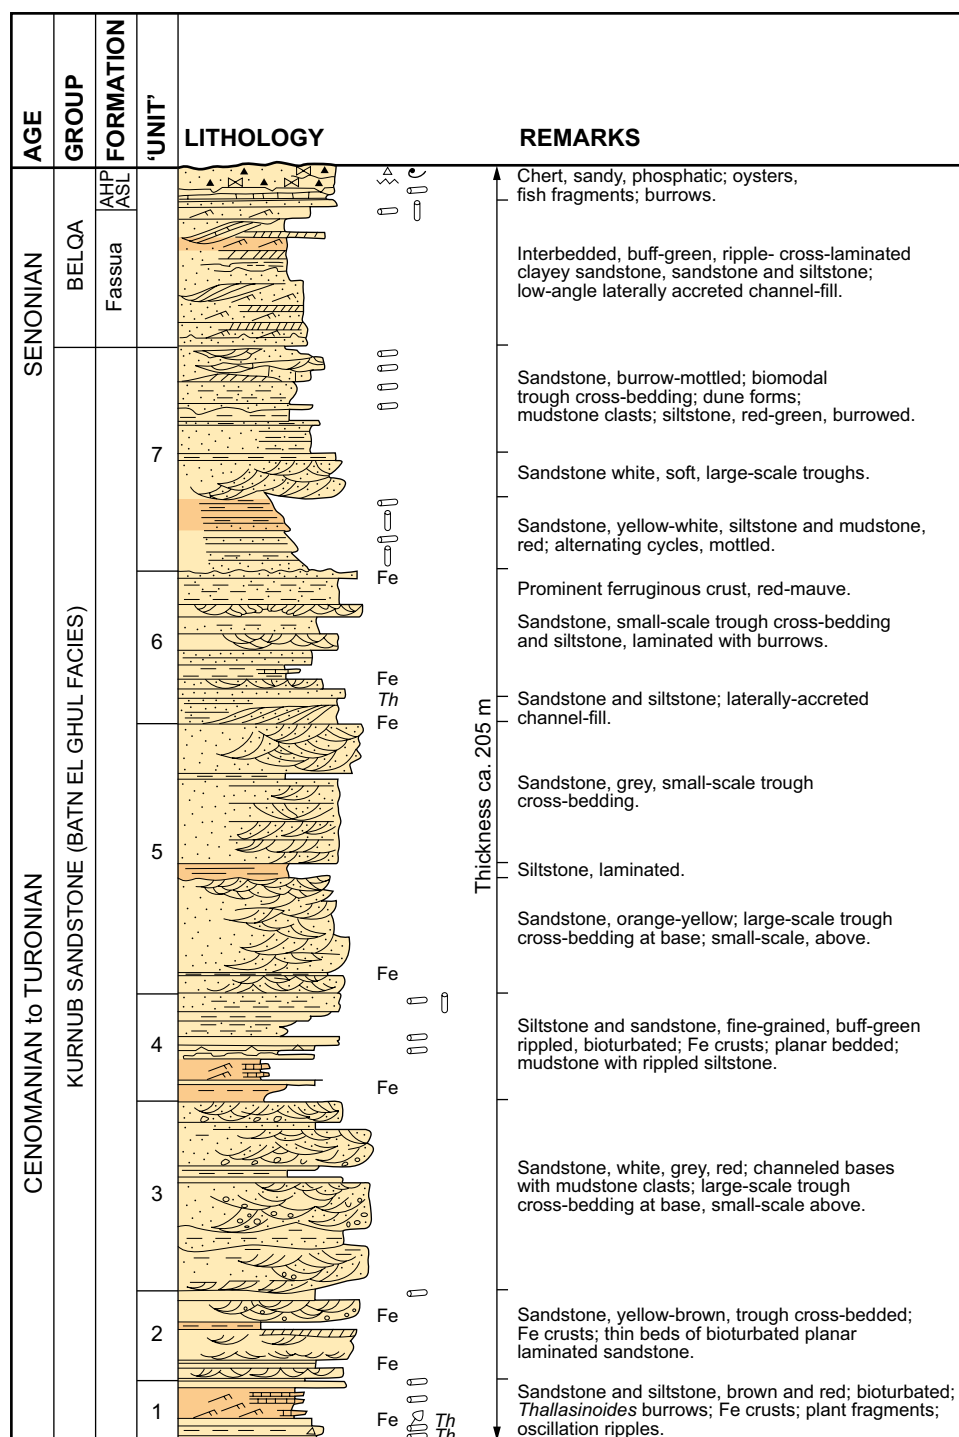 AGE
GROUP
FORMATION
'UNIT'
LITHOLOGY
REMARKS
SENONIAN
CENOMANIAN to TURONIAN
BELQA
KURNUB SANDSTONE (BATN EL GHUL FACIES)
AHP
ASL
Fassua
7
6
5
4
3
2
1
Fe
Fe
Th
Fe
Fe
Fe
Fe
Fe
Fe
Th
Th
Thickness ca. 205 m
Chert, sandy, phosphatic; oysters,
fish fragments; burrows.
Interbedded, buff-green, ripple- cross-laminated
clayey sandstone, sandstone and siltstone;
low-angle laterally accreted channel-fill.
Sandstone, burrow-mottled; biomodal
trough cross-bedding; dune forms;
mudstone clasts; siltstone, red-green, burrowed.
Sandstone white, soft, large-scale troughs.
Sandstone, yellow-white, siltstone and mudstone,
red; alternating cycles, mottled.
Prominent ferruginous crust, red-mauve.
Sandstone, small-scale trough cross-bedding
and siltstone, laminated with burrows.
Sandstone and siltstone; laterally-accreted
channel-fill.
Sandstone, grey, small-scale trough
cross-bedding.
Siltstone, laminated.
Sandstone, orange-yellow; large-scale trough
cross-bedding at base; small-scale, above.
Siltstone and sandstone, fine-grained, buff-green
rippled, bioturbated; Fe crusts; planar bedded;
mudstone with rippled siltstone.
Sandstone, white, grey, red; channeled bases
with mudstone clasts; large-scale trough
cross-bedding at base, small-scale above.
Sandstone, yellow-brown, trough cross-bedded;
Fe crusts; thin beds of bioturbated planar
laminated sandstone.
Sandstone and siltstone, brown and red; bioturbated;
Thallasinoides burrows; Fe crusts; plant fragments;
oscillation ripples.